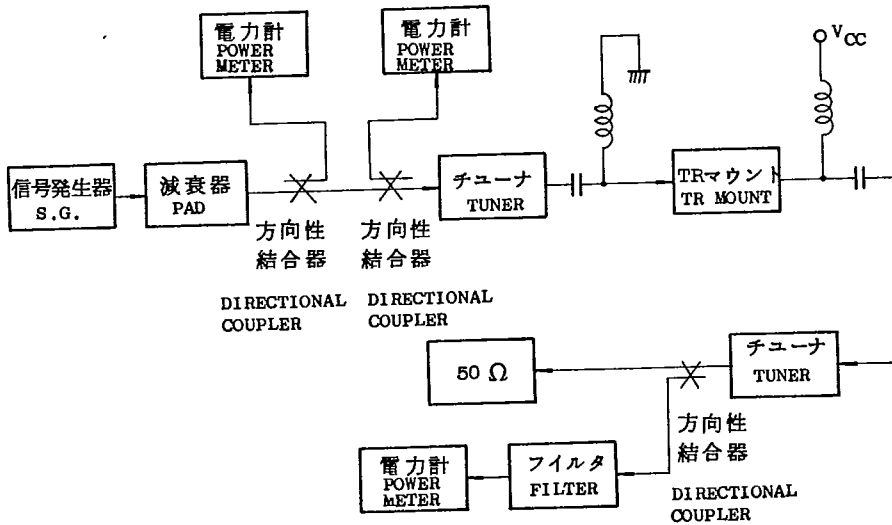 電力計
POWER
METER
電力計
POWER
METER
VCC
信号発生器
S.G.
減衰器
PAD
チユーナ
TUNER
TRマウント
TR MOUNT
方向性
結合器
DIRECTIONAL
COUPLER
方向性
結合器
DIRECTIONAL
COUPLER
50 Ω
チユーナ
TUNER
方向性
結合器
DIRECTIONAL
COUPLER
電力計
POWER
METER
フイルタ
FILTER